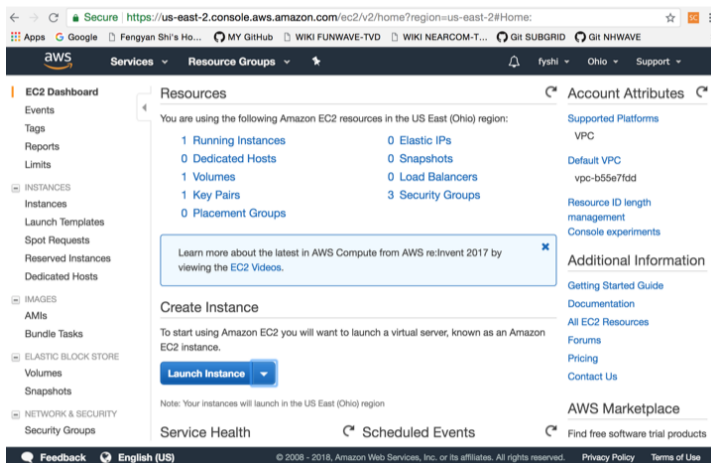 Secure https://us-east-2.console.aws.amazon.com/ec2/v2/home?region=us-east-2#Home:
Apps Google Fengyan Shi's Ho... MY GitHub WIKI FUNWAVE-TVD WIKI NEARCOM-T... Git SUBGRID Git NHWAVE
aws Services Resource Groups fyshi Ohio Support
EC2 Dashboard
Events
Tags
Reports
Limits
INSTANCES
Instances
Launch Templates
Spot Requests
Reserved Instances
Dedicated Hosts
IMAGES
AMIs
Bundle Tasks
ELASTIC BLOCK STORE
Volumes
Snapshots
NETWORK & SECURITY
Security Groups
Resources
You are using the following Amazon EC2 resources in the US East (Ohio) region:
1 Running Instances 0 Elastic IPs
0 Dedicated Hosts 0 Snapshots
1 Volumes 0 Load Balancers
1 Key Pairs 3 Security Groups
0 Placement Groups
Learn more about the latest in AWS Compute from AWS re:Invent 2017 by
viewing the EC2 Videos.
Create Instance
To start using Amazon EC2 you will want to launch a virtual server, known as an Amazon
EC2 instance.
Launch Instance
Note: Your instances will launch in the US East (Ohio) region
Service Health Scheduled Events
Account Attributes
Supported Platforms
VPC
Default VPC
vpc-b55e7fdd
Resource ID length
management
Console experiments
Additional Information
Getting Started Guide
Documentation
All EC2 Resources
Forums
Pricing
Contact Us
AWS Marketplace
Find free software trial products
Feedback English (US) © 2008 - 2018, Amazon Web Services, Inc. or its affiliates. All rights reserved. Privacy Policy Terms of Use